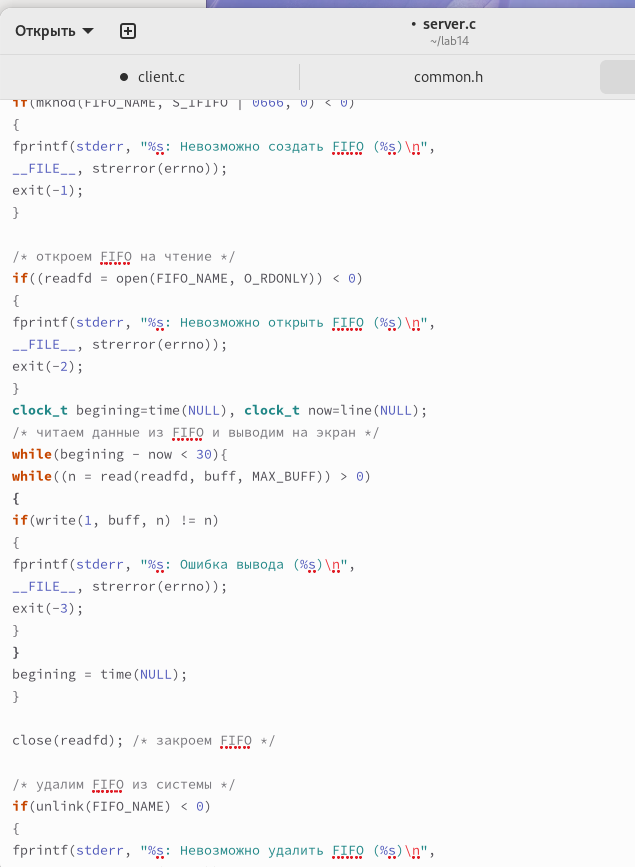 Открыть
• server.c
~/lab14
● client.c
common.h
if(mknod(FIFO_NAME, S_IFIFO | 0666, 0) < 0)
{
fprintf(stderr, "%s: Невозможно создать FIFO (%s)\n",
__FILE__, strerror(errno));
exit(-1);
}
/* откроем FIFO на чтение */
if((readfd = open(FIFO_NAME, O_RDONLY)) < 0)
{
fprintf(stderr, "%s: Невозможно открыть FIFO (%s)\n",
__FILE__, strerror(errno));
exit(-2);
}
clock_t begining=time(NULL), clock_t now=line(NULL);
/* читаем данные из FIFO и выводим на экран */
while(begining - now < 30){
while((n = read(readfd, buff, MAX_BUFF)) > 0)
{
if(write(1, buff, n) != n)
{
fprintf(stderr, "%s: Ошибка вывода (%s)\n",
__FILE__, strerror(errno));
exit(-3);
}
}
begining = time(NULL);
}
close(readfd); /* закроем FIFO */
/* удалим FIFO из системы */
if(unlink(FIFO_NAME) < 0)
{
fprintf(stderr, "%s: Невозможно удалить FIFO (%s)\n",